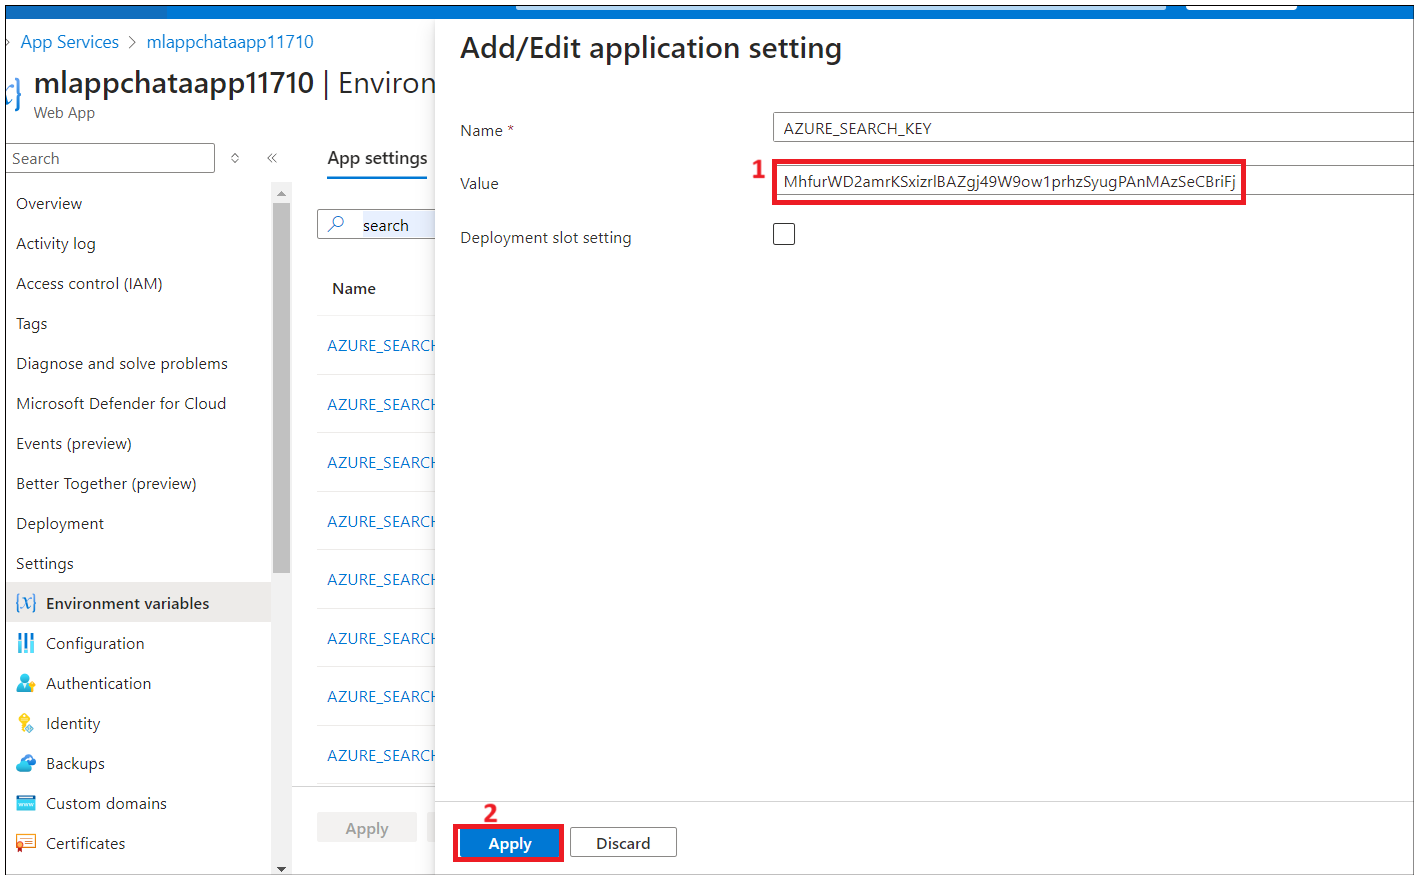 App Services > mlappchataapp11710
mlappchataapp11710 | Environ
Web App
Search
Overview
Activity log
Access control (IAM)
Tags
Diagnose and solve problems
Microsoft Defender for Cloud
Events (preview)
Better Together (preview)
Deployment
Settings
Environment variables
Configuration
Authentication
Identity
Backups
Custom domains
Certificates
App settings
search
Name
AZURE_SEARCH
AZURE_SEARCH
AZURE_SEARCH
AZURE_SEARCH
AZURE_SEARCH
AZURE_SEARCH
AZURE_SEARCH
AZURE_SEARCH
Apply
Add/Edit application setting
Name *
AZURE_SEARCH_KEY
1
Value
MhfurWD2amrKSxizrlBAZgj49W9ow1prhzSyugPAnMAzSeCBriFj
Deployment slot setting
2
Apply
Discard